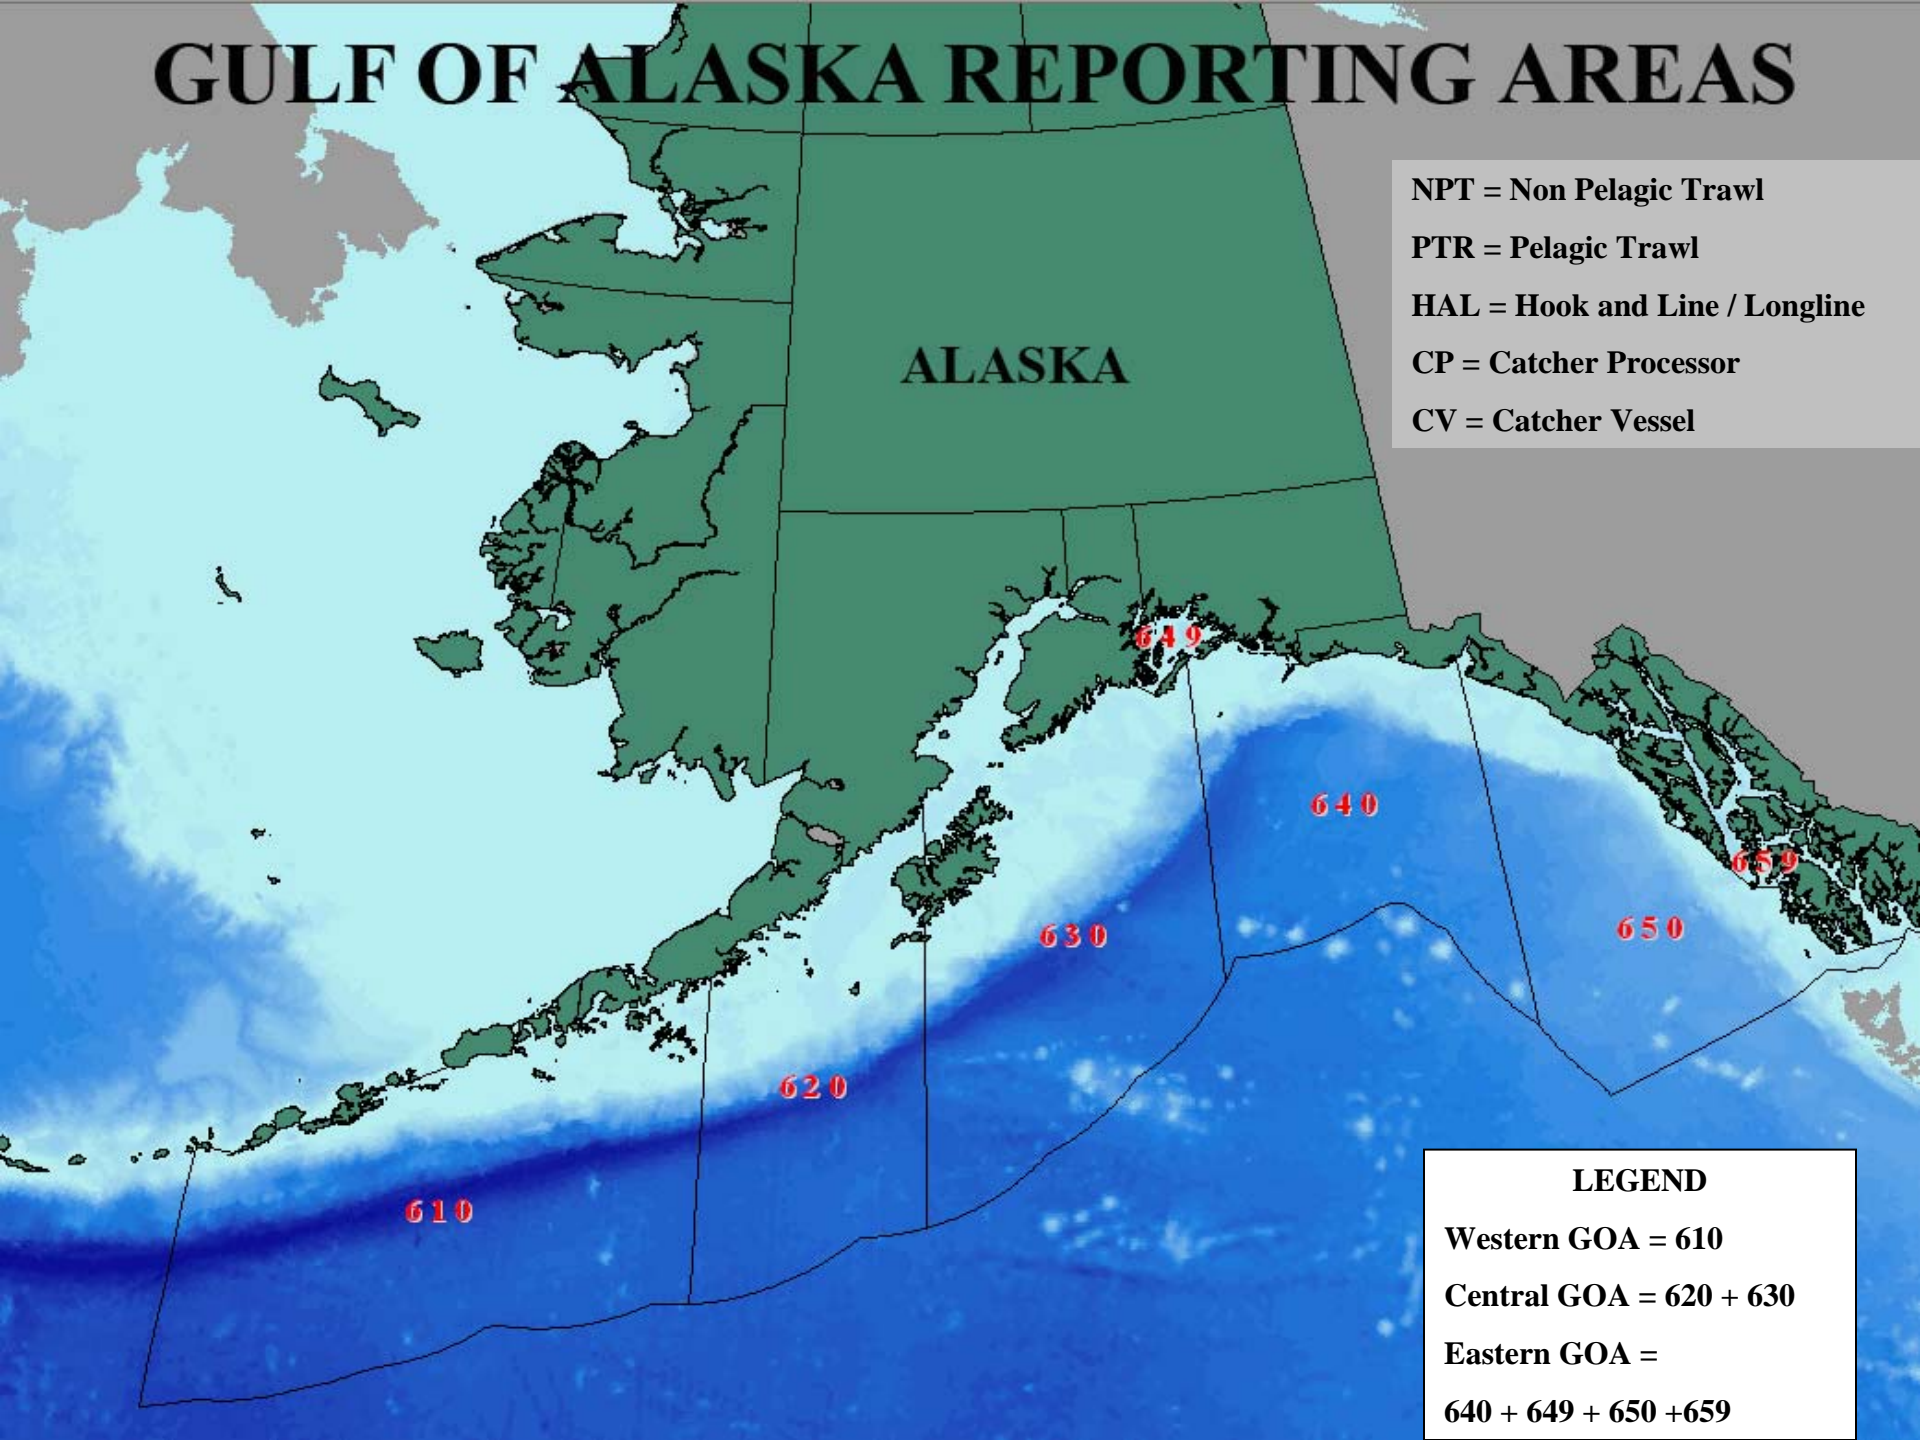 GULF OF ALASKA REPORTING AREAS
NPT = Non Pelagic Trawl
PTR = Pelagic Trawl
HAL = Hook and Line / Longline
CP = Catcher Processor
CV = Catcher Vessel
ALASKA
649
640
659
650
630
620
610
LEGEND
Western GOA = 610
Central GOA = 620 + 630
Eastern GOA =
640 + 649 + 650 +659